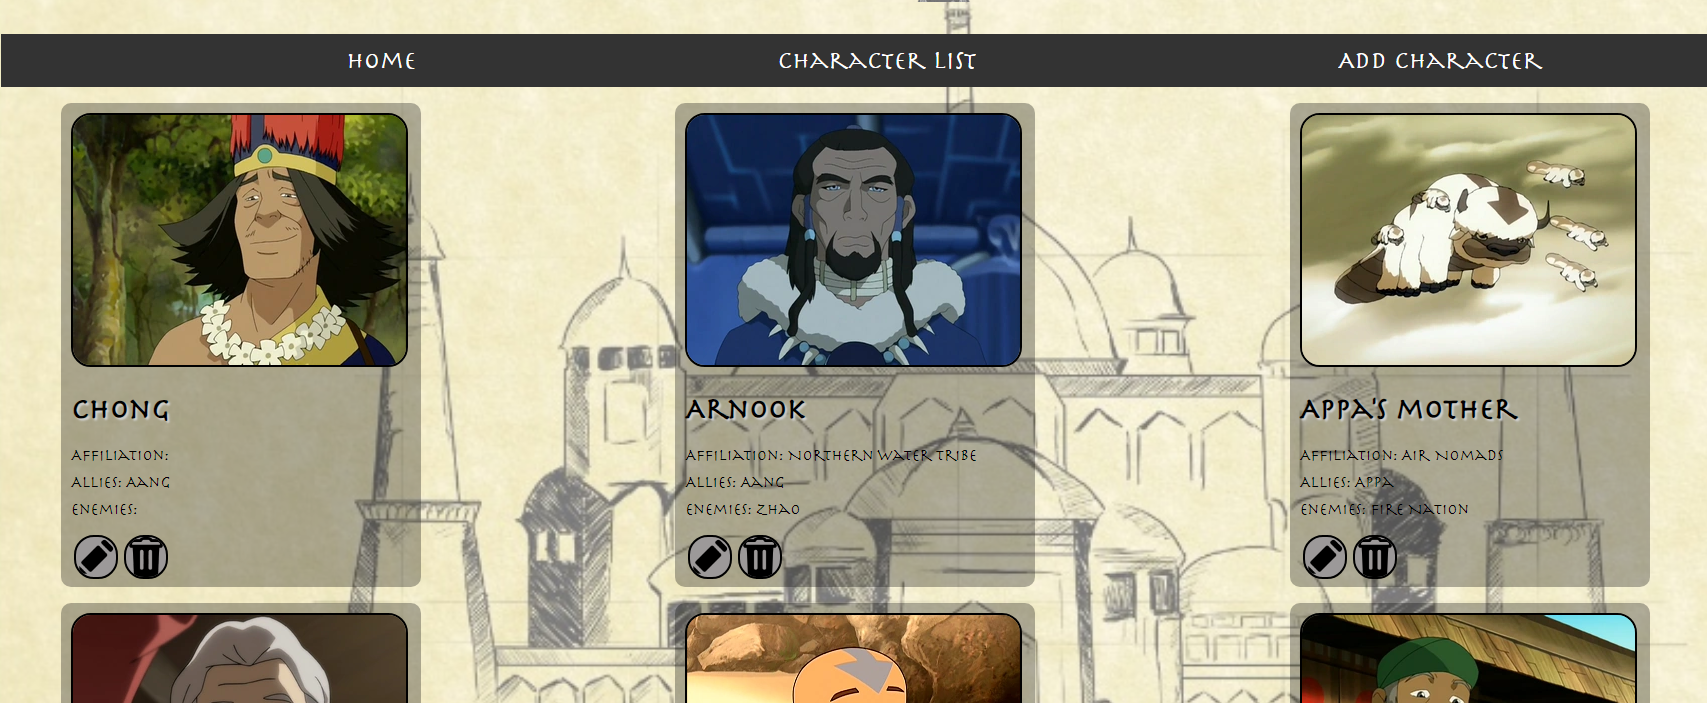 HOME
CHARACTER LIST
ADD CHARACTER
CHONG
AFFILIATION:
ALLIES: AANG
ENEMIES:
ARNOOK
AFFILIATION: NORTHERN WATER TRIBE
ALLIES: AANG
ENEMIES: ZHAO
APPA'S MOTHER
AFFILIATION: AIR NOMADS
ALLIES: APPA
ENEMIES: FIRE NATION